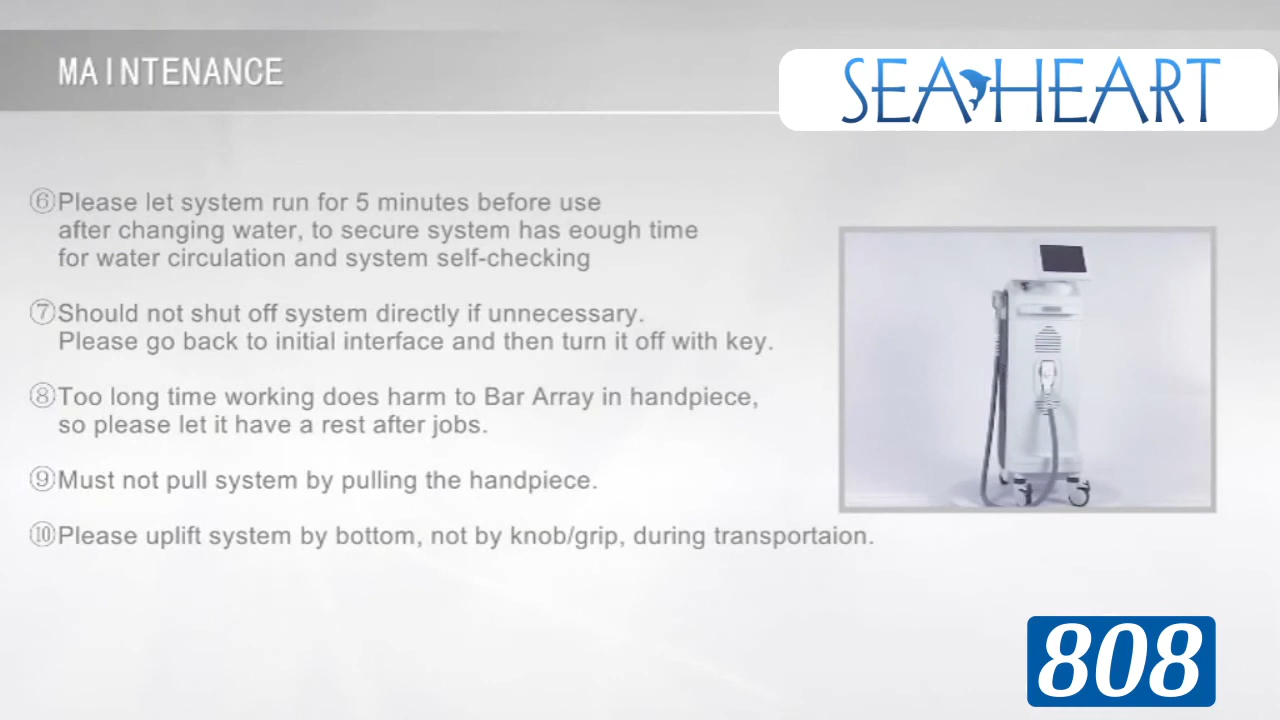 MAINTENANCE
SEA HEART
⑥Please let system run for 5 minutes before use
after changing water, to secure system has eough time
for water circulation and system self-checking
⑦Should not shut off system directly if unnecessary.
Please go back to initial interface and then turn it off with key.
⑧Too long time working does harm to Bar Array in handpiece,
so please let it have a rest after jobs.
⑨Must not pull system by pulling the handpiece.
⑩Please uplift system by bottom, not by knob/grip, during transportaion.
808